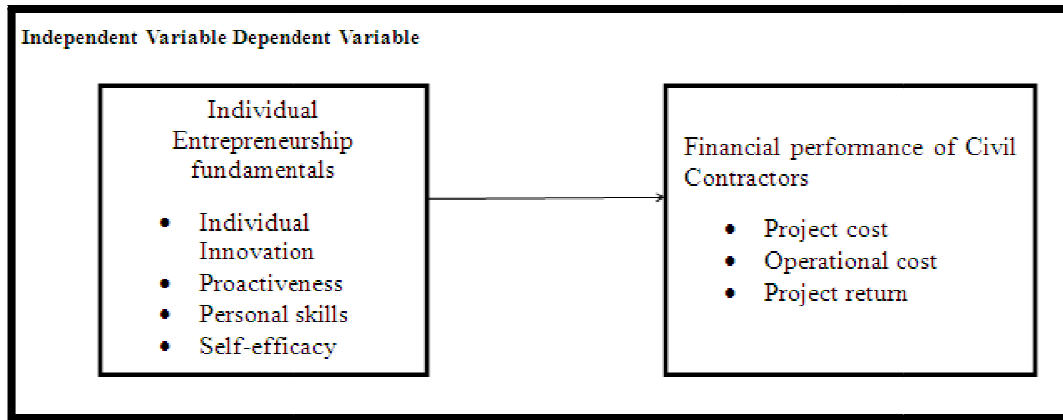 Independent Variable Dependent Variable
Individual
Entrepreneurship
fundamentals
• Individual
Innovation
• Proactiveness
• Personal skills
• Self-efficacy
Financial performance of Civil
Contractors
• Project cost
• Operational cost
• Project return